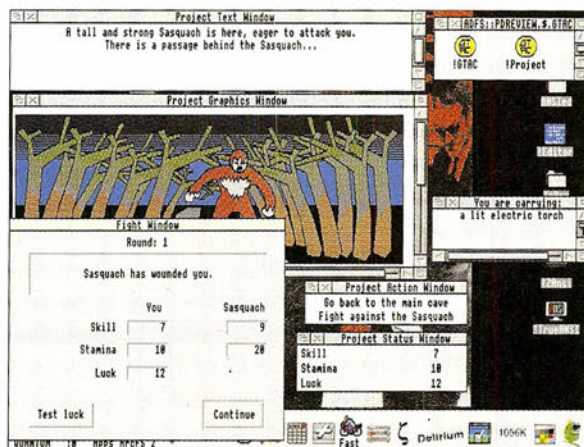 Project Text Window
A tall and strong Sasquach is here, eager to attack you.
There is a passage behind the Sasquach...
ADFS::PDREVIEW.$.GTAC
!GTAC !Project
Project Graphics Window
!Editor
You are carrying:
a lit electric torch
Fight Window
Round: 1
Sasquach has wounded you.
You Sasquach
Skill 7 9
Stamina 10 20
Luck 12
Test luck Continue
Project Action Window
Go back to the main cave
Fight against the Sasquach
Project Status Window
Skill 7
Stamina 10
Luck 12
Apps
Fast
Delirium
1056K